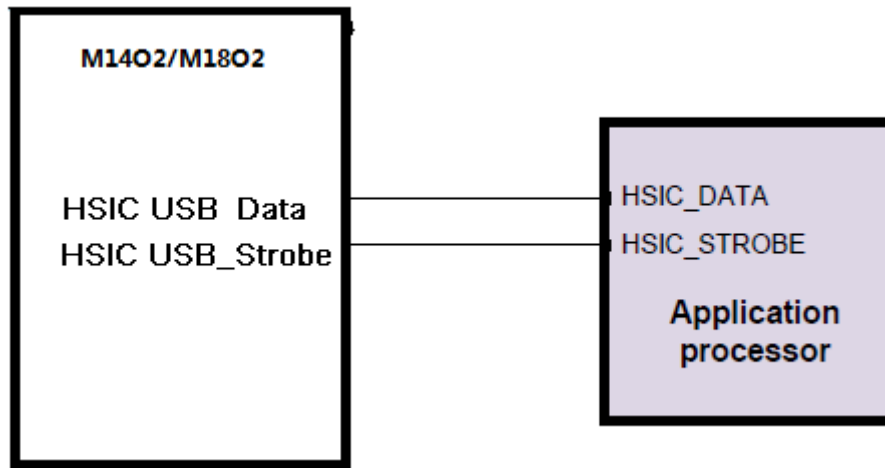 M14O2/M18O2
HSIC USB Data
HSIC USB_Strobe
HSIC_DATA
HSIC_STROBE
Application
processor